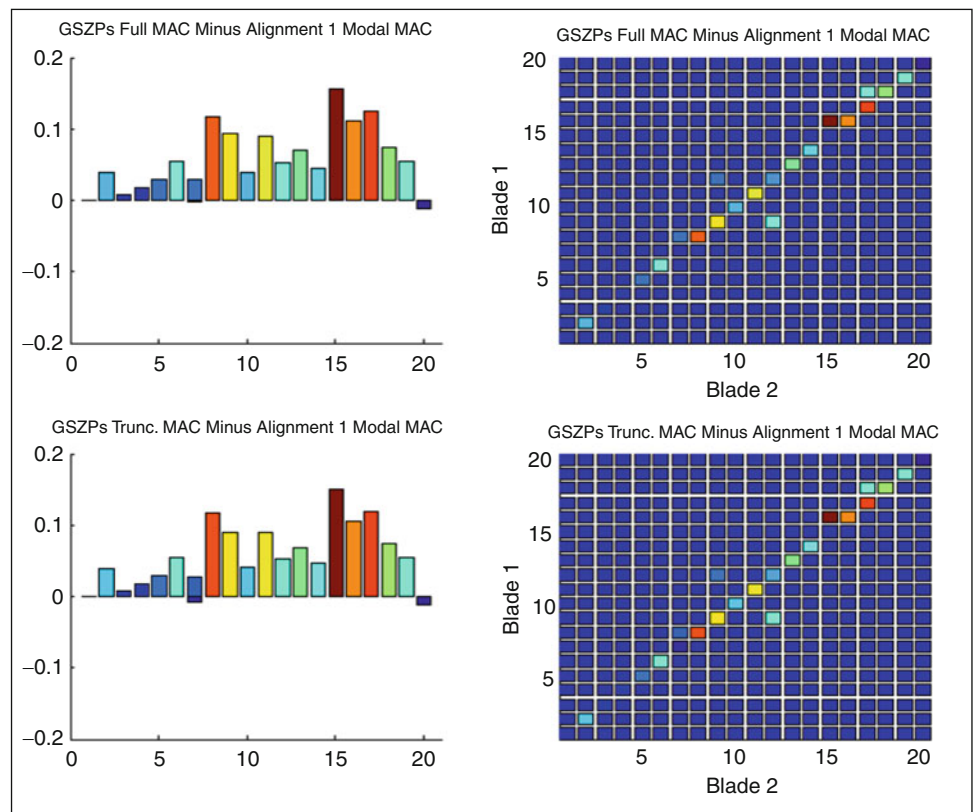 GSZPs Full MAC Minus Alignment 1 Modal MAC
0.2
0.1
0
−0.1
−0.2
0 5 10 15 20
GSZPs Full MAC Minus Alignment 1 Modal MAC
20
15
10
5
Blade 1
5 10 15 20
Blade 2
GSZPs Trunc. MAC Minus Alignment 1 Modal MAC
0.2
0.1
0
−0.1
−0.2
0 5 10 15 20
GSZPs Trunc. MAC Minus Alignment 1 Modal MAC
20
15
10
5
Blade 1
5 10 15 20
Blade 2